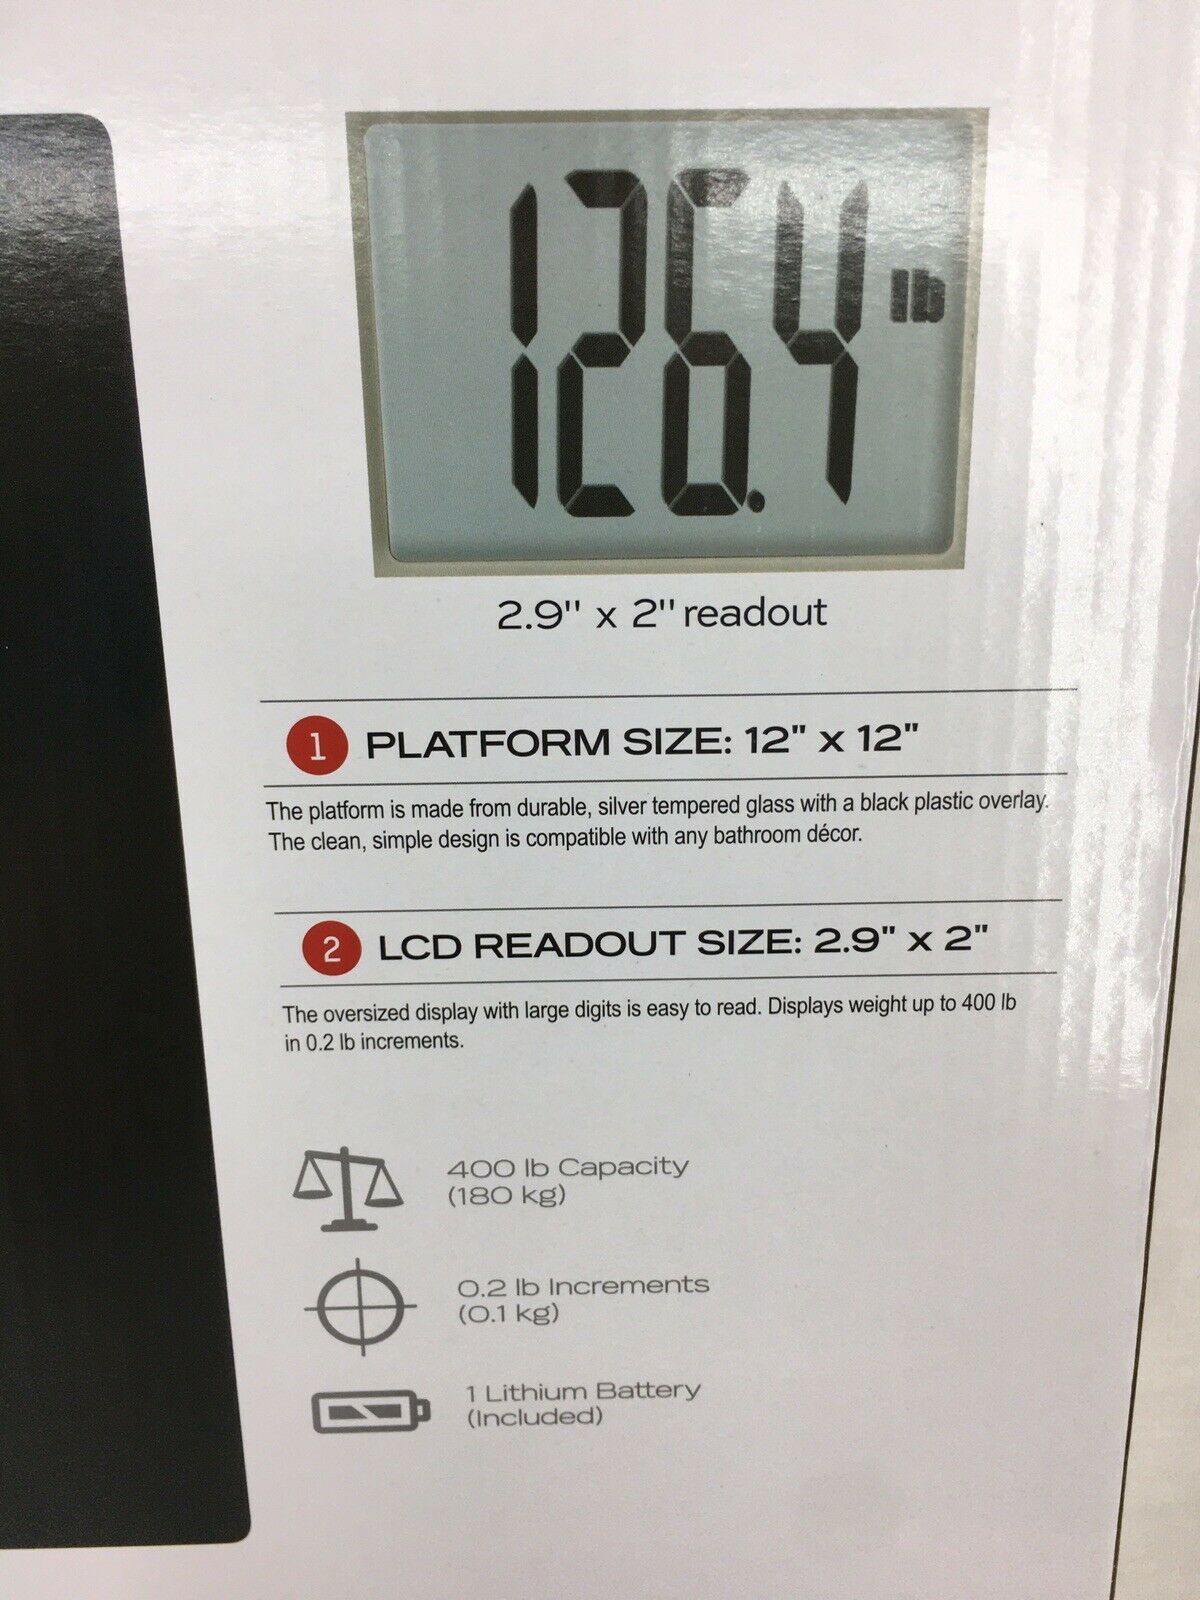 126.4 lb
2.9" x 2" readout
1 PLATFORM SIZE: 12" x 12"
The platform is made from durable, silver tempered glass with a black plastic overlay.
The clean, simple design is compatible with any bathroom décor.
2 LCD READOUT SIZE: 2.9" x 2"
The oversized display with large digits is easy to read. Displays weight up to 400 lb
in 0.2 lb increments.
400 lb Capacity
(180 kg)
0.2 lb Increments
(0.1 kg)
1 Lithium Battery
(Included)